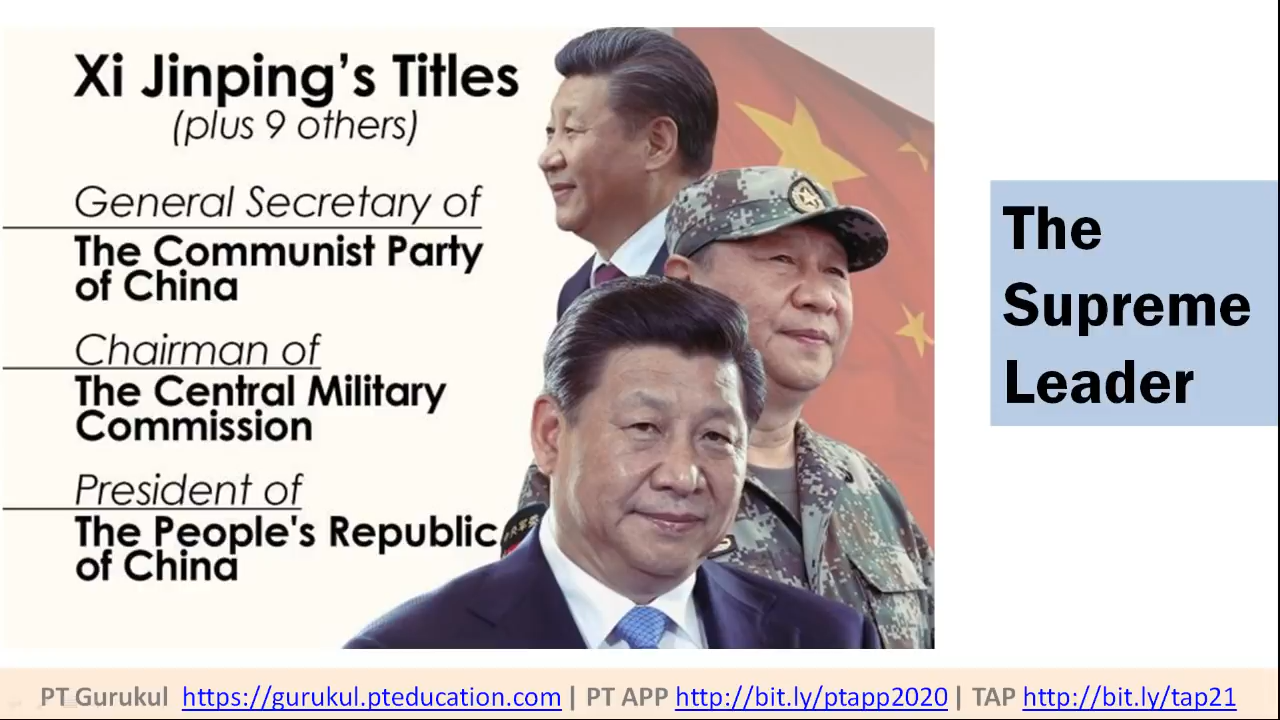 Xi Jinping's Titles
(plus 9 others)
General Secretary of
The Communist Party
of China
Chairman of
The Central Military
Commission
President of
The People's Republic
of China
The
Supreme
Leader
PT Gurukul https://gurukul.pteducation.com | PT APP http://bit.ly/ptapp2020 | TAP http://bit.ly/tap21